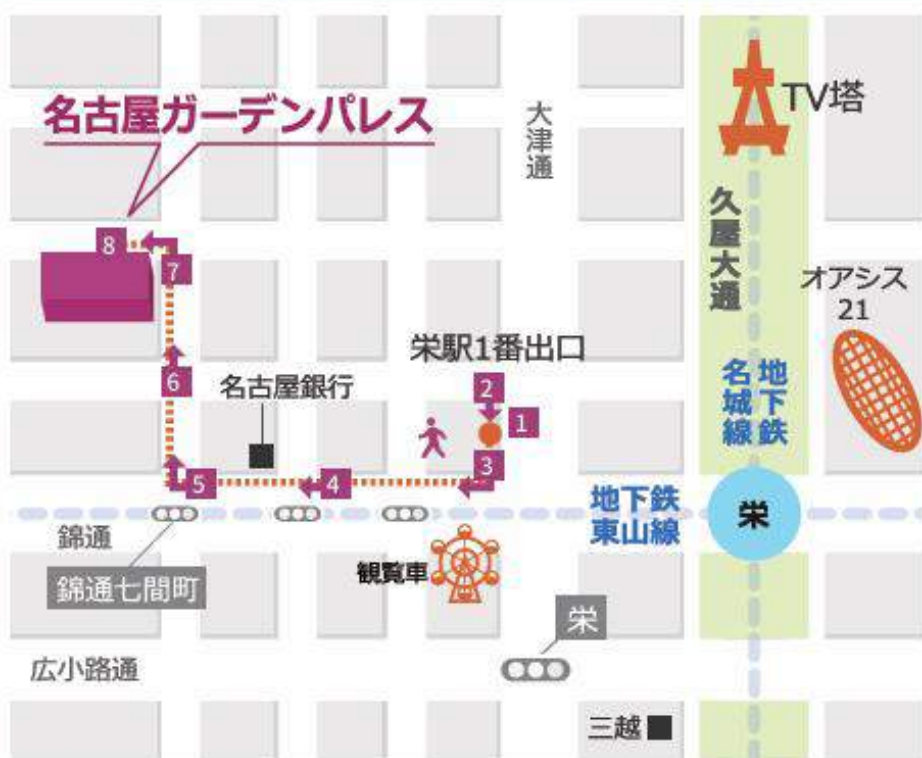 TV塔
名古屋ガーデンパレス
大津通
久屋大通
8
7
オアシス
21
栄駅1番出口
6
名古屋銀行
2
1
地下鉄
名城線
3
5
4
地下鉄
東山線
栄
錦通
観覧車
錦通七間町
栄
広小路通
三越